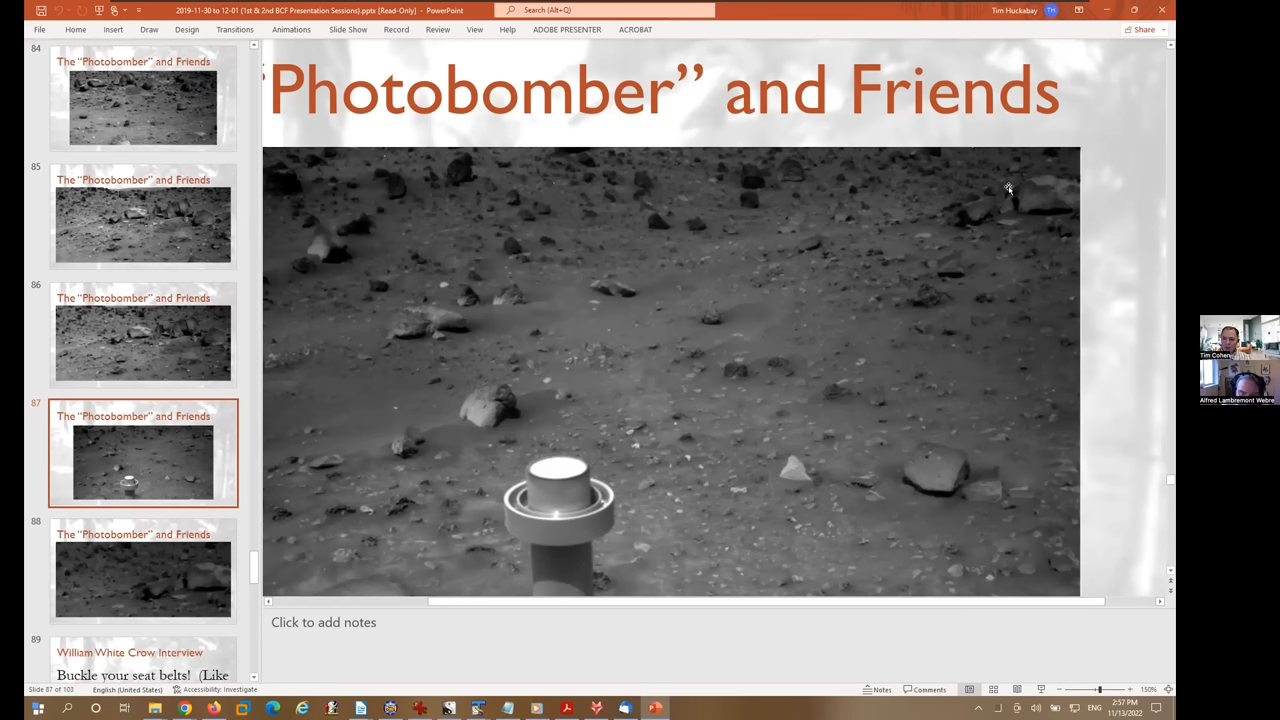 2019-11-30 to 12-01 {1st & 2nd BCF Presentation Sessions}.pptx [Read-Only] - PowerPoint
Search (Alt+Q)
Tim Huckabay
TH
File
Home
Insert
Draw
Design
Transitions
Animations
Slide Show
Record
Review
View
Help
ADOBE PRESENTER
ACROBAT
Share
84
The "Photobomber" and Friends
85
The "Photobomber" and Friends
86
The "Photobomber" and Friends
87
The "Photobomber" and Friends
88
The "Photobomber" and Friends
89
William White Crow Interview
Buckle your seat belts! (Like
"Photobomber" and Friends
Click to add notes
Tim Cohen
Alfred Lambremont Webre
Slide 87 of 103
English (United States)
Accessibility: Investigate
Notes
Comments
150%
ENG
2:57 PM
11/13/2022